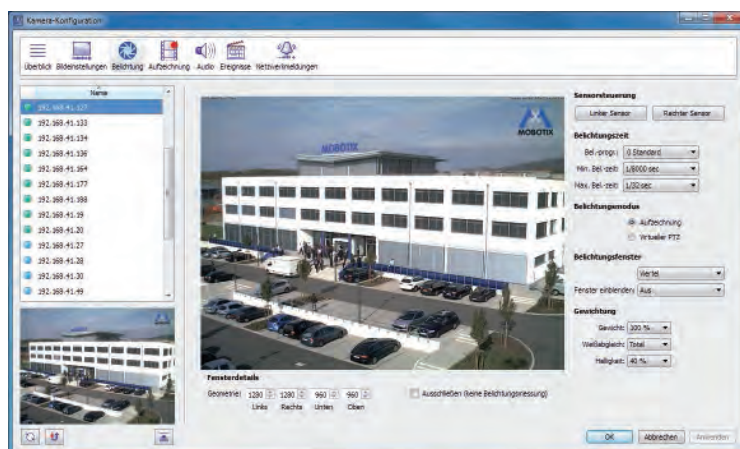 Kamera-Konfiguration
Überblick Bildeinstellungen Belichtung Aufzeichnung Audio Ereignisse Netzwerkmeldungen
Name
192.168.41.127
192.168.41.133
192.168.41.134
192.168.41.136
192.168.41.164
192.168.41.177
192.168.41.188
192.168.41.19
192.168.41.20
192.168.41.27
192.168.41.28
192.168.41.30
192.168.41.49
MOBOTIX
MOBOTIX
Fensterdetails
Geometrie: 1280 1280 960 960
Links Rechts Unten Oben
Ausschließen (keine Belichtungsmessung)
Sensorsteuerung
Linker Sensor Rechter Sensor
Belichtungszeit
Bel.-progr.: 0 Standard
Min. Bel.-zeit: 1/8000 sec
Max. Bel.-zeit: 1/32 sec
Belichtungsmodus
Aufzeichnung
Virtueller PTZ
Belichtungsfenster
Viertel
Fenster einblenden: Aus
Gewichtung
Gewicht: 100 %
Weißabgleich: Total
Helligkeit: 40 %
OK Abbrechen Anwenden